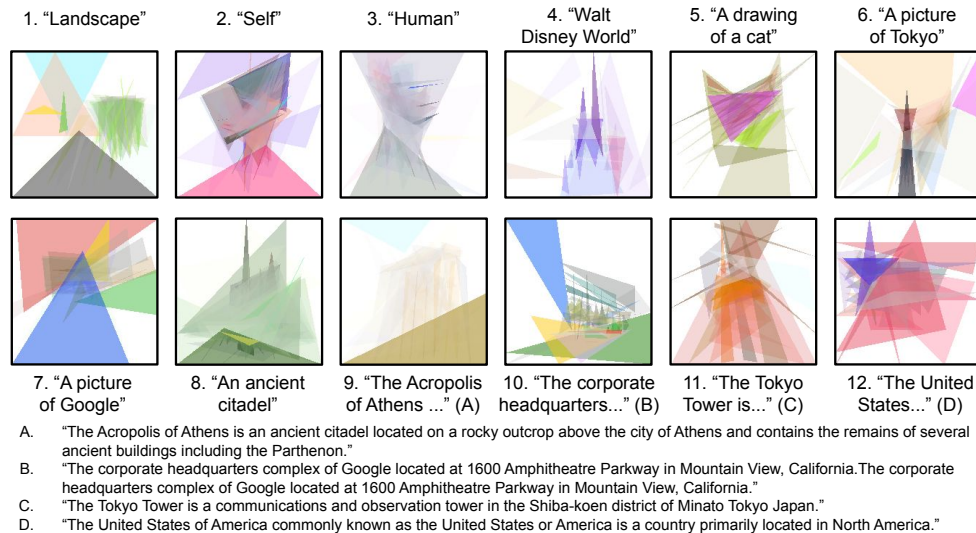 1. “Landscape”
2. “Self”
3. “Human”
4. “Walt
Disney World”
5. “A drawing
of a cat”
6. “A picture
of Tokyo”
7. “A picture
of Google”
8. “An ancient
citadel”
9. “The Acropolis
of Athens ...” (A)
10. “The corporate
headquarters...” (B)
11. “The Tokyo
Tower is...” (C)
12. “The United
States...” (D)
A. “The Acropolis of Athens is an ancient citadel located on a rocky outcrop above the city of Athens and contains the remains of several
ancient buildings including the Parthenon.”
B. “The corporate headquarters complex of Google located at 1600 Amphitheatre Parkway in Mountain View, California.The corporate
headquarters complex of Google located at 1600 Amphitheatre Parkway in Mountain View, California.”
C. “The Tokyo Tower is a communications and observation tower in the Shiba-koen district of Minato Tokyo Japan.”
D. “The United States of America commonly known as the United States or America is a country primarily located in North America.”